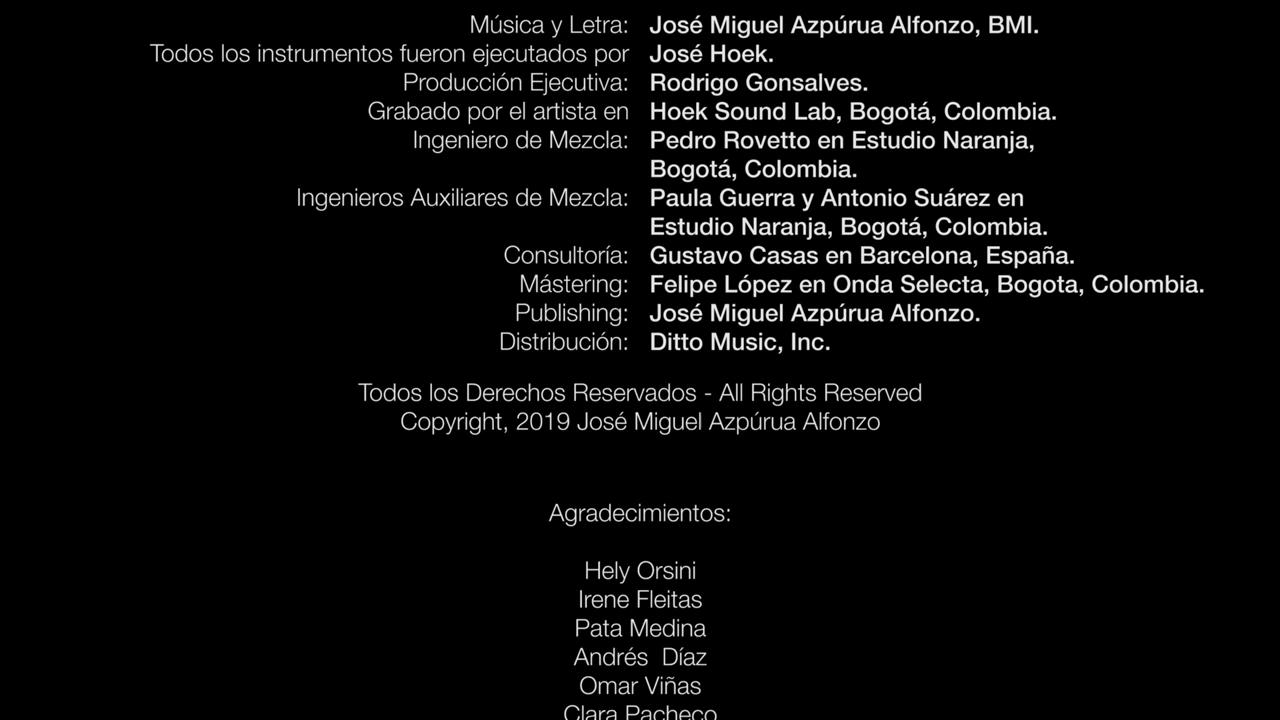 Música y Letra: José Miguel Azpúrua Alfonzo, BMI.
Todos los instrumentos fueron ejecutados por José Hoek.
Producción Ejecutiva: Rodrigo Gonsalves.
Grabado por el artista en Hoek Sound Lab, Bogotá, Colombia.
Ingeniero de Mezcla: Pedro Rovetto en Estudio Naranja,
Bogotá, Colombia.
Ingenieros Auxiliares de Mezcla: Paula Guerra y Antonio Suárez en
Estudio Naranja, Bogotá, Colombia.
Consultoría: Gustavo Casas en Barcelona, España.
Mástering: Felipe López en Onda Selecta, Bogota, Colombia.
Publishing: José Miguel Azpúrua Alfonzo.
Distribución: Ditto Music, Inc.
Todos los Derechos Reservados - All Rights Reserved
Copyright, 2019 José Miguel Azpúrua Alfonzo
Agradecimientos:
Hely Orsini
Irene Fleitas
Pata Medina
Andrés  Díaz
Omar Viñas
Clara Pacheco